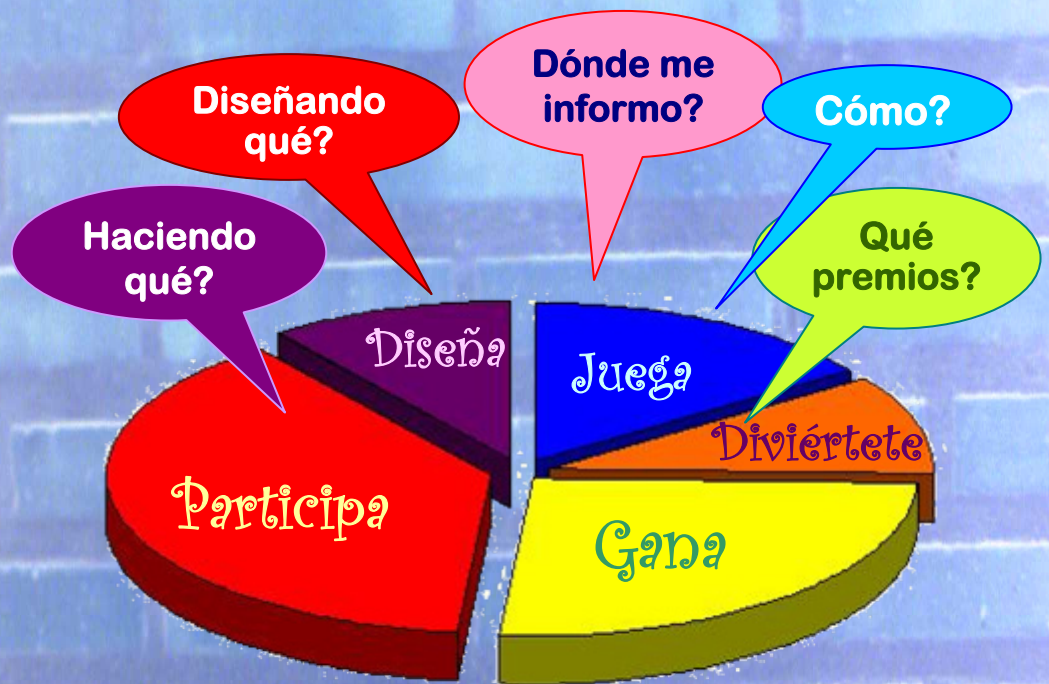 Dónde me
informo?
Diseñando
qué?
Cómo?
Haciendo
qué?
Qué
premios?
Diseña
Juega
Diviértete
Participa
Gana